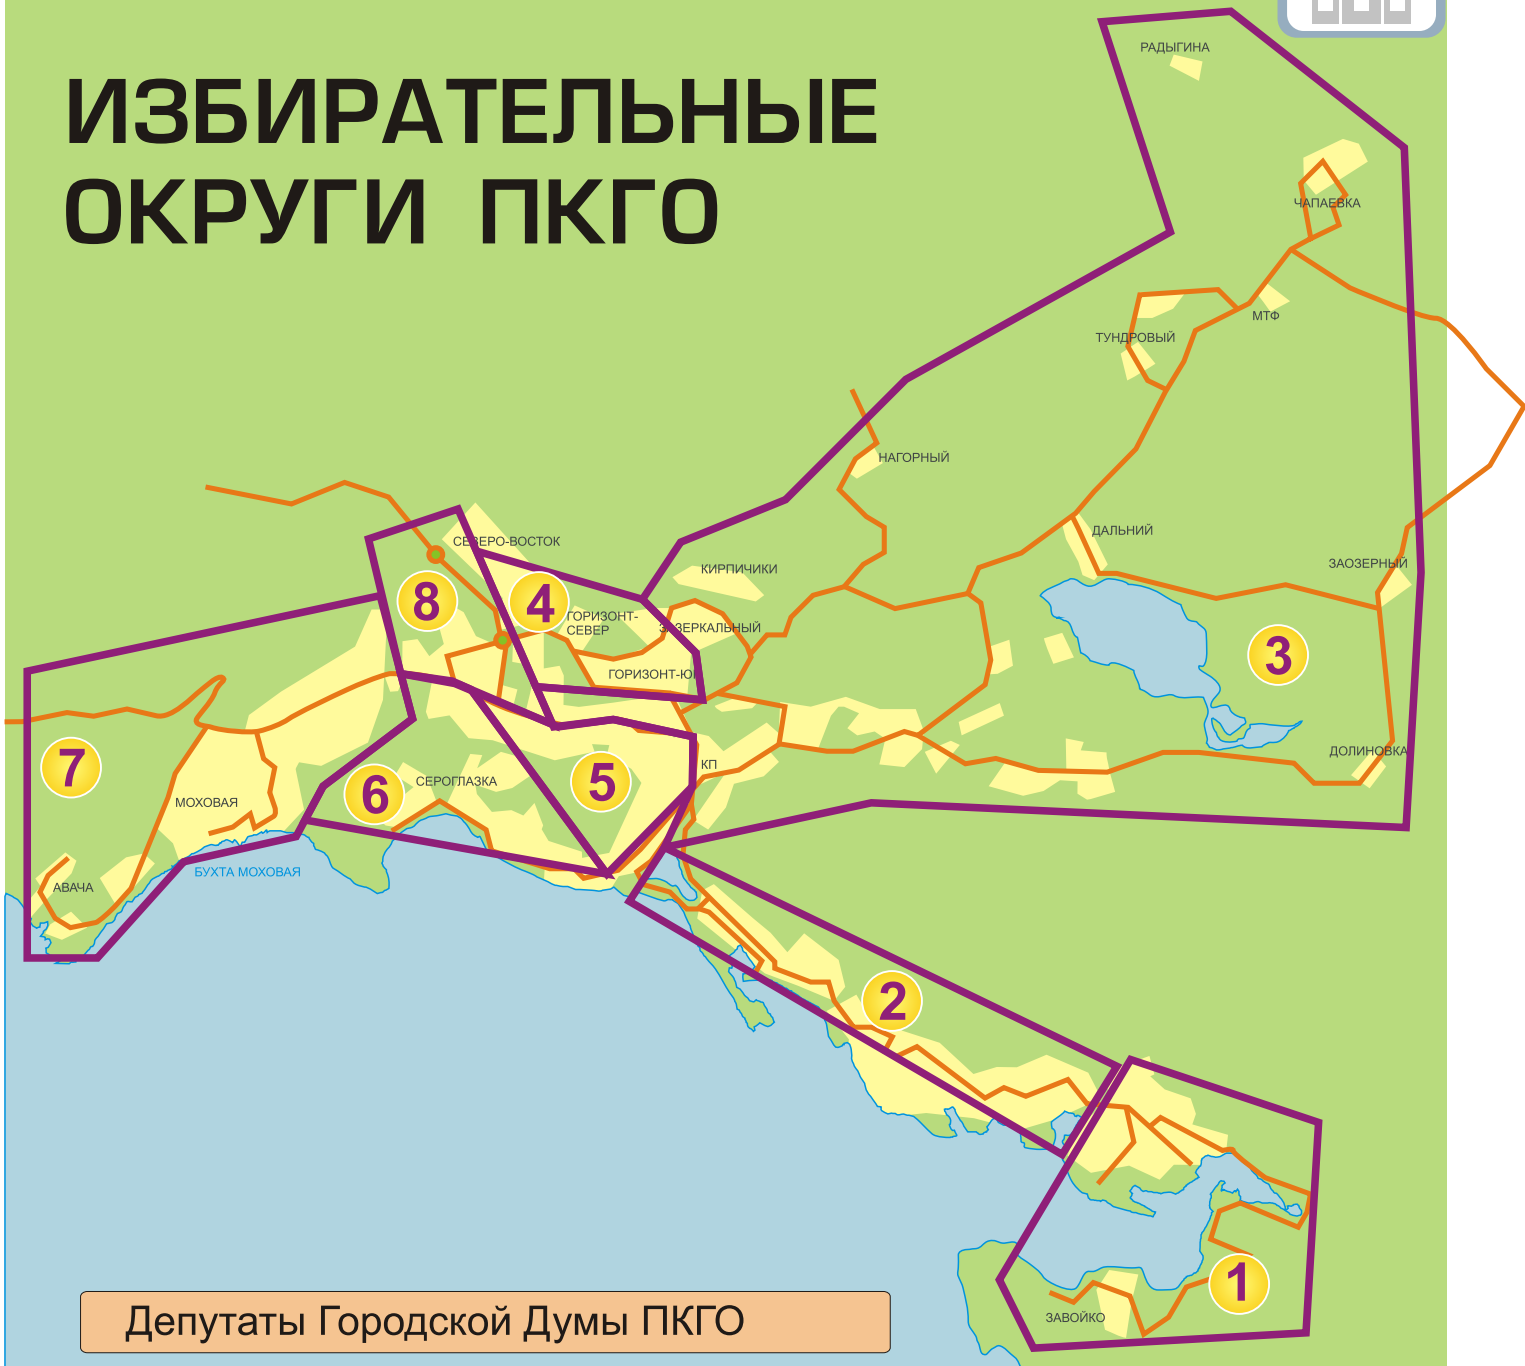 ИЗБИРАТЕЛЬНЫЕ
ОКРУГИ ПКГО
РАДЫГИНА
ЧАПАЕВКА
МТФ
ТУНДРОВЫЙ
НАГОРНЫЙ
ДАЛЬНИЙ
СЕВЕРО-ВОСТОК
ЗАОЗЕРНЫЙ
КИРПИЧИКИ
8
4
ГОРИЗОНТ-
СЕВЕР
ЗАЗЕРКАЛЬНЫЙ
3
ГОРИЗОНТ-ЮГ
ДОЛИНОВКА
7
КП
5
СЕРОГЛАЗКА
6
МОХОВАЯ
БУХТА МОХОВАЯ
АВАЧА
2
1
ЗАВОЙКО
Депутаты Городской Думы ПКГО